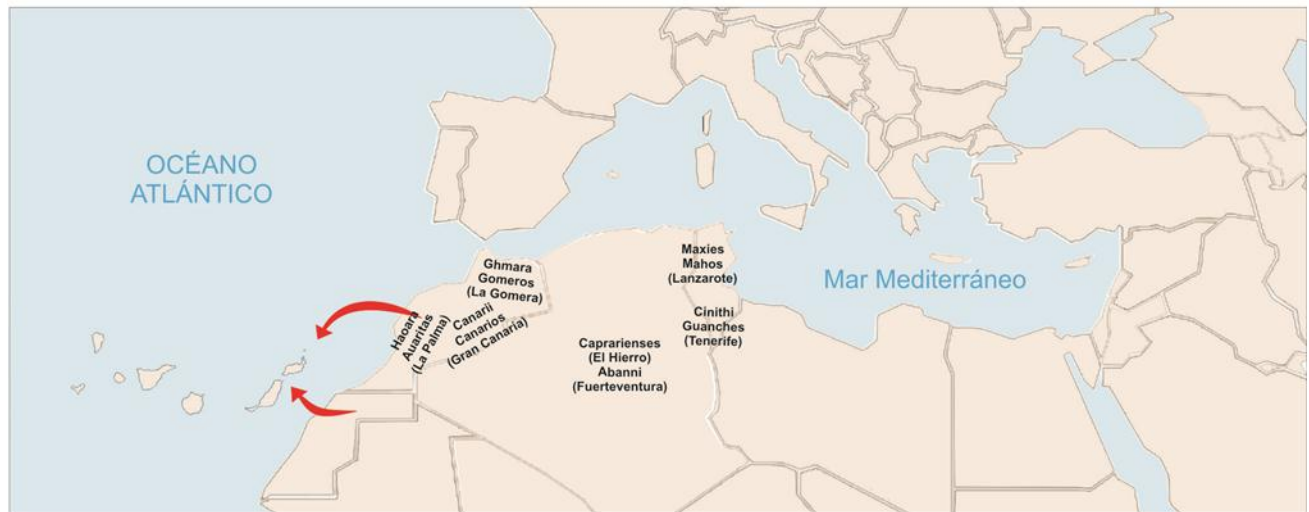 OCÉANO
ATLÁNTICO
Ghmara
Gomeros
(La Gomera)
Haoara
Auaritas
(La Palma)
Canarii
Canarios
(Gran Canaria)
Maxies
Mahos
(Lanzarote)
Cinithi
Guanches
(Tenerife)
Caprarienses
(El Hierro)
Abanni
(Fuerteventura)
Mar Mediterráneo